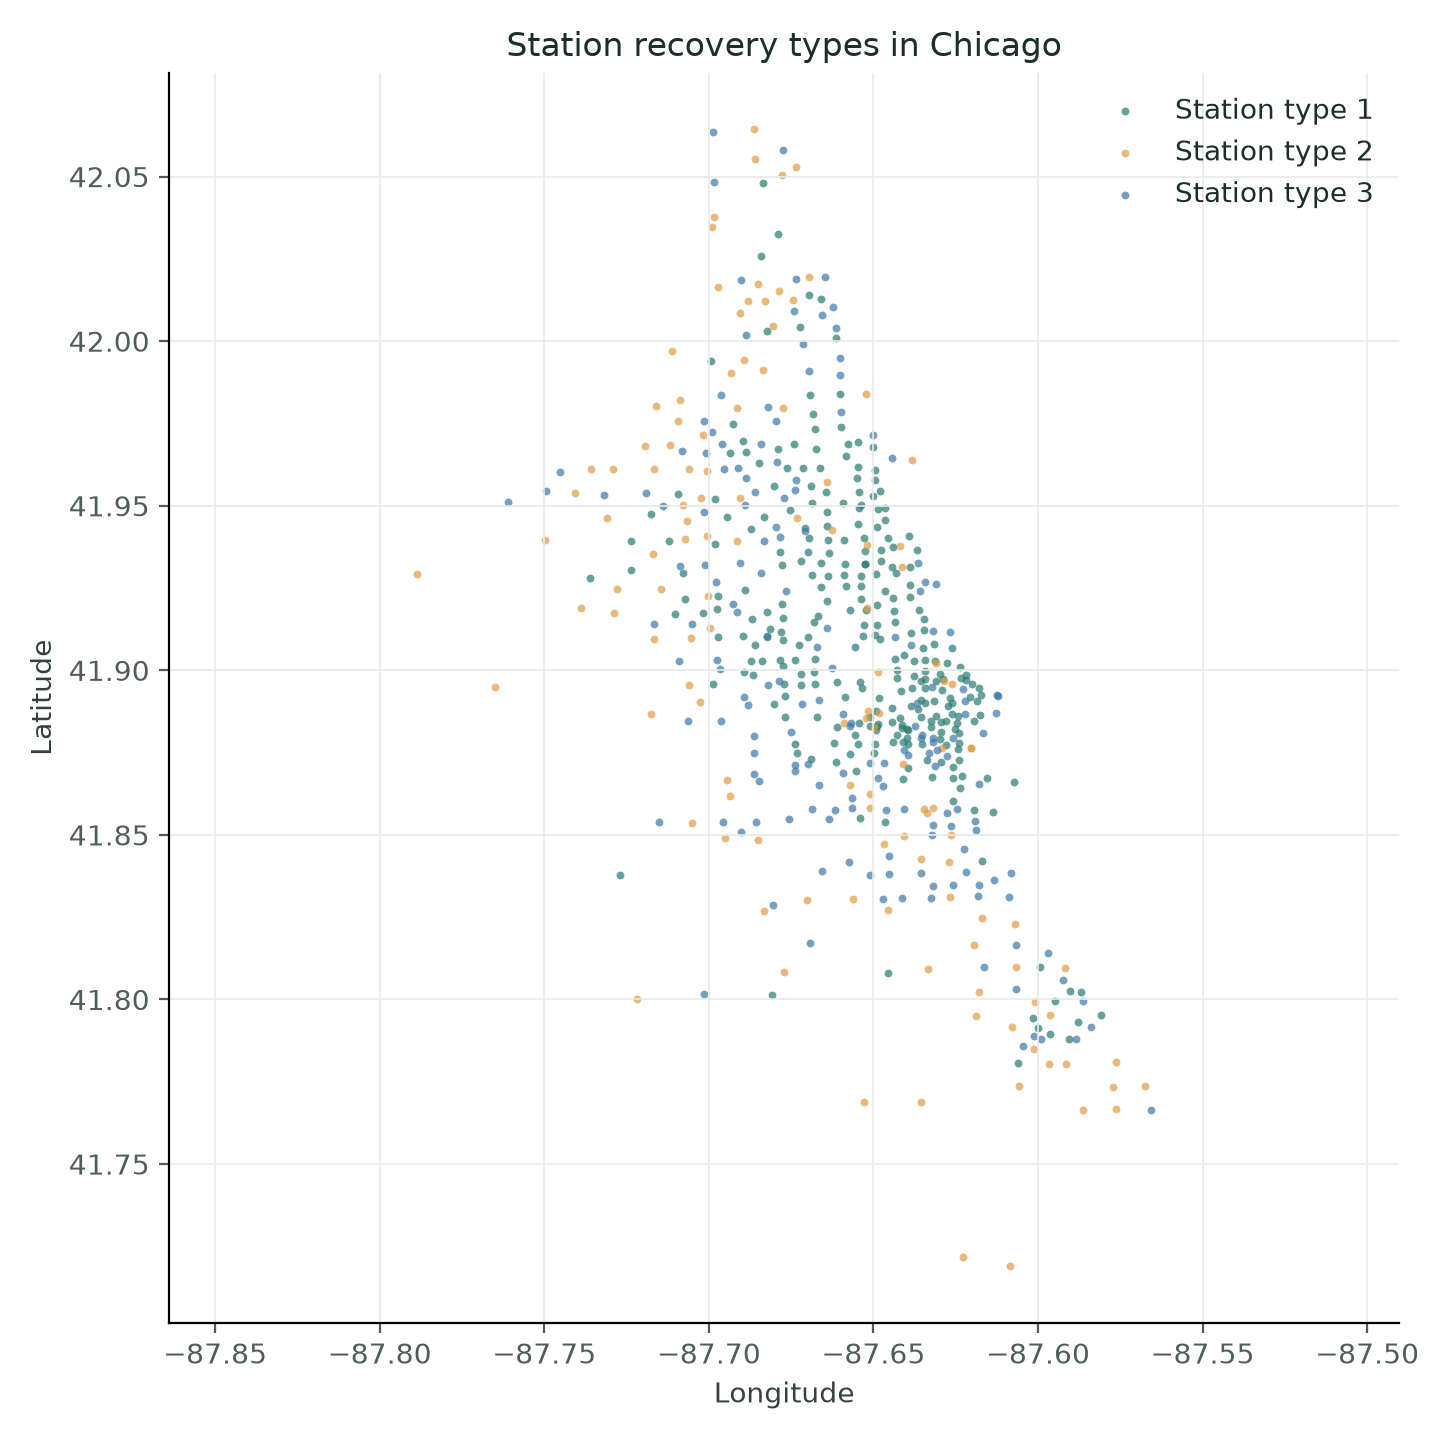 Station recovery types in Chicago
Station type 1
Station type 2
Station type 3
42.05
42.00
41.95
41.90
41.85
41.80
41.75
Latitude
−87.85
−87.80
−87.75
−87.70
−87.65
−87.60
−87.55
−87.50
Longitude